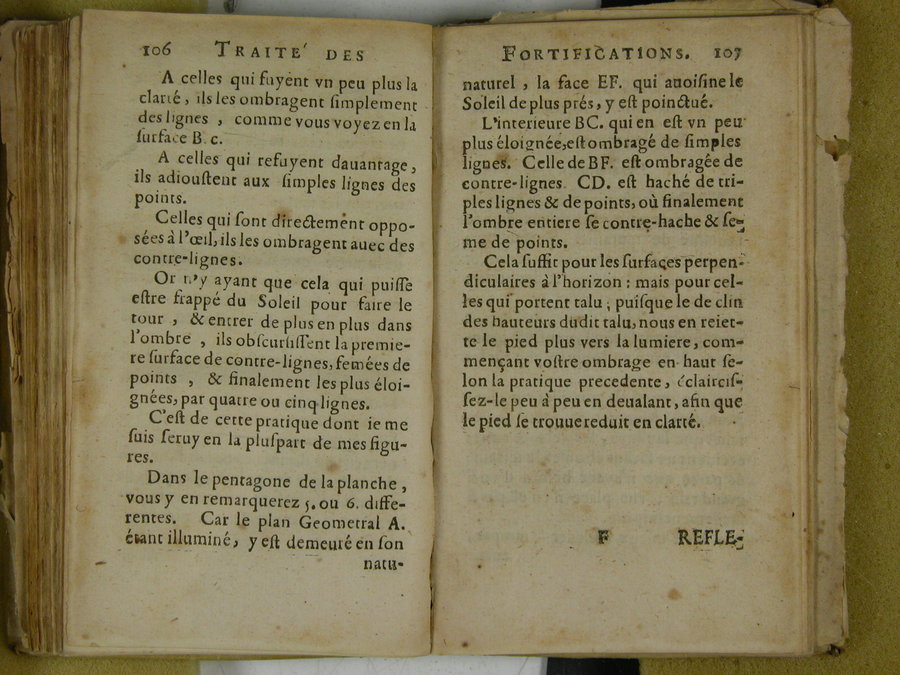 106 TRAITÉ DES
A celles qui fuyent vn peu plus la
clarté, ils les ombragent ſimplement
des lignes, comme vous voyez en la
ſurface B. c.
A celles qui refuyent dauantage,
ils adiouſtent aux ſimples lignes des
points.
Celles qui ſont directement oppo-
sées à l'œil, ils les ombragent auec des
contre-lignes.
Or n'y ayant que cela qui puiſſe
eſtre frappé du Soleil pour faire le
tour, & entrer de plus en plus dans
l'ombre, ils obſcurſiſſent la premie-
re ſurface de contre-lignes, ſemées de
points, & finalement les plus éloi-
gnées, par quatre ou cinq lignes.
C'eſt de cette pratique dont ie me
ſuis ſeruy en la pluſpart de mes figu-
res.
Dans le pentagone de la planche,
vous y en remarquerez 5. ou 6. diffe-
rentes. Car le plan Geometral A.
étant illuminé, y eſt demeuré en ſon
natu-
FORTIFICATIONS. 107
naturel, la face EF. qui auoiſine le
Soleil de plus prés, y eſt poinctué.
L'interieure BC. qui en eſt vn peu
plus éloignée, eſt ombragé de ſimples
lignes. Celle de BF. eſt ombragée de
contre-lignes CD. eſt haché de tri-
ples lignes & de points, où finalement
l'ombre entiere ſe contre-hache & ſe-
me de points.
Cela ſuffit pour les ſurfaçes perpen-
diculaires à l'horizon : mais pour cel-
les qui portent talu, puiſque le de clin
des hauteurs dudit talu, nous en reiet-
te le pied plus vers la lumiere, com-
mençant voſtre ombrage en haut ſe-
lon la pratique precedente, éclairciſ-
ſez-le peu à peu en deualant, afin que
le pied ſe trouue reduit en clarté.
F REFLE-